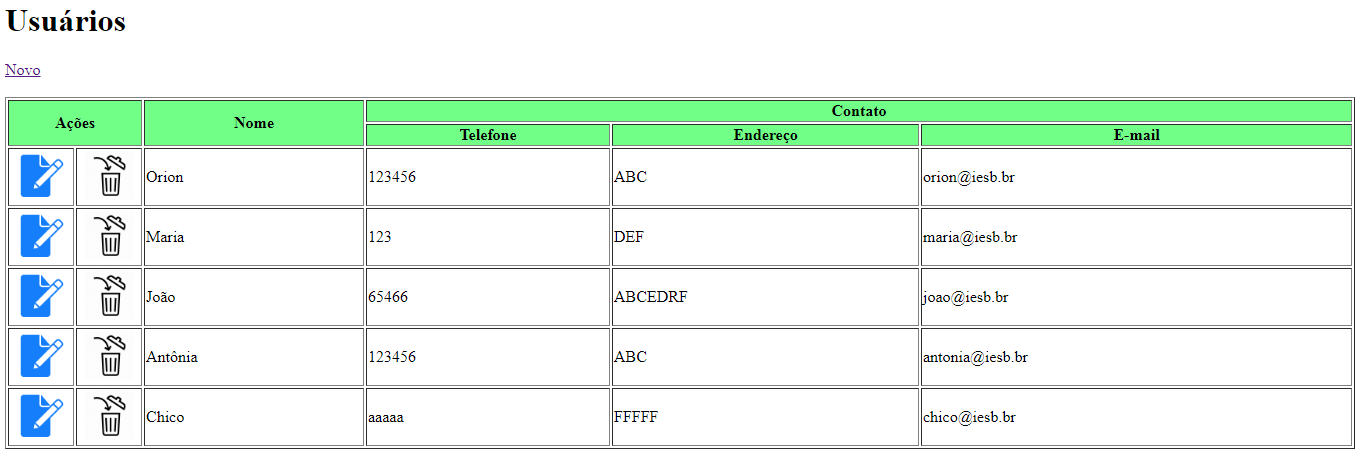 Usuários
Novo
Ações Nome Contato
Telefone Endereço E-mail
Orion 123456 ABC orion@iesb.br
Maria 123 DEF maria@iesb.br
João 65466 ABCEDRF joao@iesb.br
Antônia 123456 ABC antonia@iesb.br
Chico aaaaa FFFFF chico@iesb.br